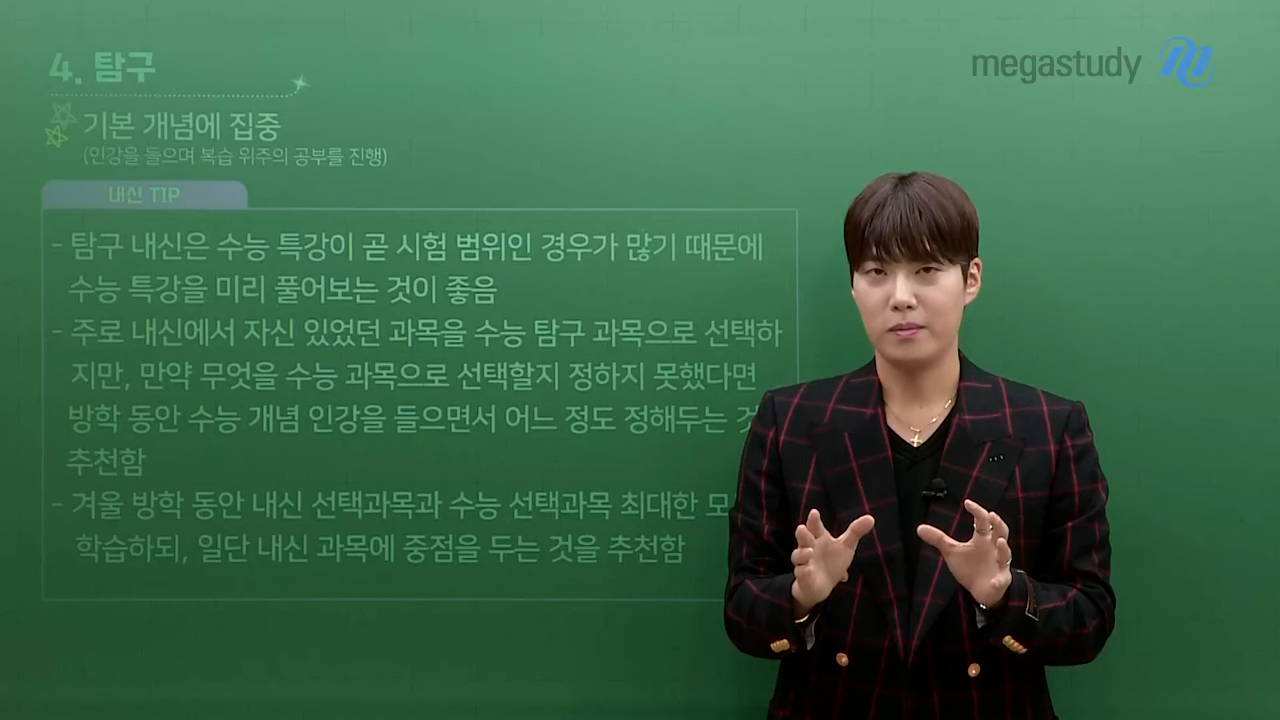 4. 탐구
megastudy
기본 개념에 집중
(인강을 들으며 복습 위주의 공부를 진행)
내신 TIP
- 탐구 내신은 수능 특강이 곧 시험 범위인 경우가 많기 때문에
수능 특강을 미리 풀어보는 것이 좋음
- 주로 내신에서 자신 있었던 과목을 수능 탐구 과목으로 선택하
지만, 만약 무엇을 수능 과목으로 선택할지 정하지 못했다면
방학 동안 수능 개념 인강을 들으면서 어느 정도 정해두는
추천함
- 겨울 방학 동안 내신 선택과목과 수능 선택과목 최대한
학습하되, 일단 내신 과목에 중점을 두는 것을 추천함